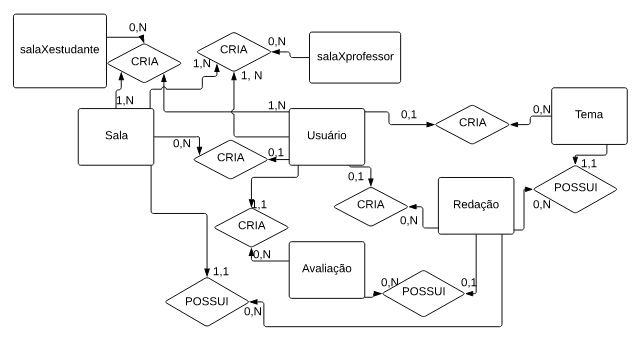 0,N
salaXestudante
CRIA
CRIA
0,N
salaXprofessor
1,N
1, N
1,N
1,N
Sala
Usuário
0,1
CRIA
0,N
Tema
0,N
CRIA
0,1
0,1
CRIA
0,N
1,1
POSSUI
0,N
Redação
1,1
CRIA
0,N
Avaliação
0,N
POSSUI
0,1
1,1
POSSUI
0,N